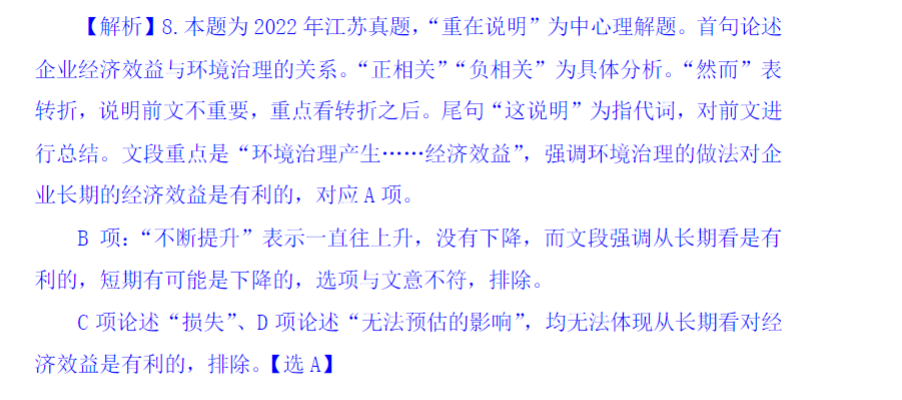 【解析】8.本题为 2022 年江苏真题，“重在说明”为中心理解题。首句论述
企业经济效益与环境治理的关系。“正相关”“负相关”为具体分析。“然而”表
转折，说明前文不重要，重点看转折之后。尾句“这说明”为指代词，对前文进
行总结。文段重点是“环境治理产生……经济效益”，强调环境治理的做法对企
业长期的经济效益是有利的，对应 A 项。
B 项：“不断提升”表示一直往上升，没有下降，而文段强调从长期看是有
利的，短期有可能是下降的，选项与文意不符，排除。
C 项论述“损失”、D 项论述“无法预估的影响”，均无法体现从长期看对经
济效益是有利的，排除。【选 A】